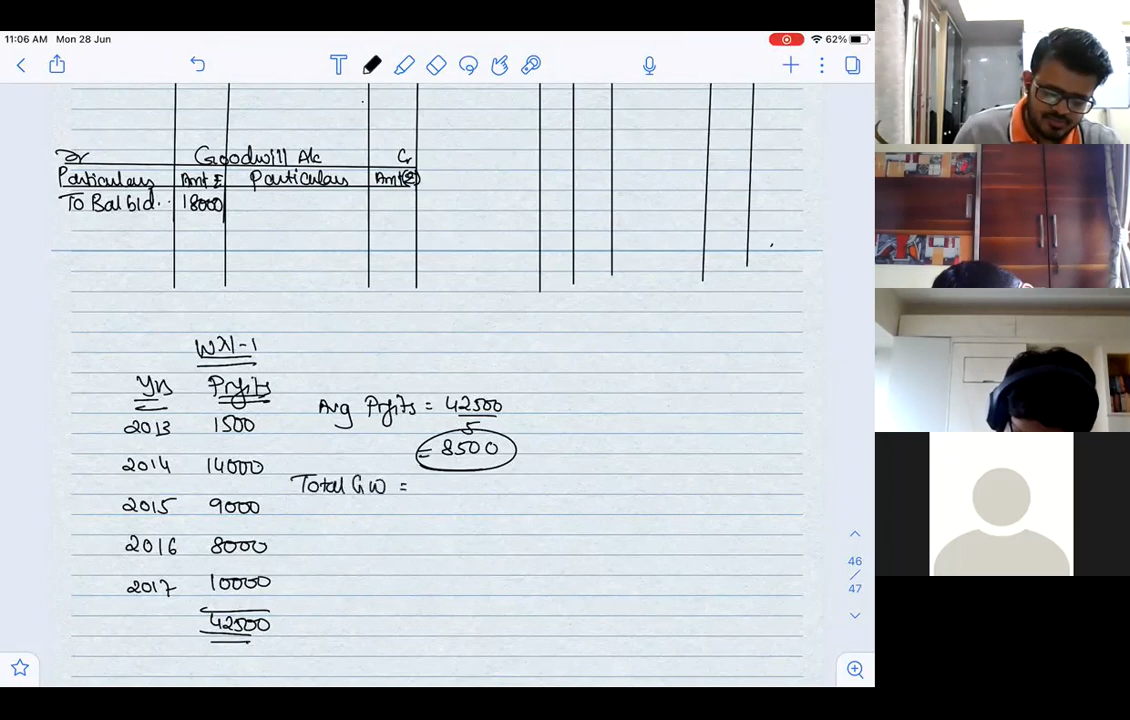 11:06 AM Mon 28 Jun
62%
Dr Goodwill A/c Cr
Particulars Amt ₹ Particulars Amt(₹)
To Bal b/d.. 18000
WN-1
Yrs Profits
2013 1500
2014 14000
2015 9000
2016 8000
2017 10000
42500
Avg Profits = 42500
5
= 8500
Total GW =
46
/
47